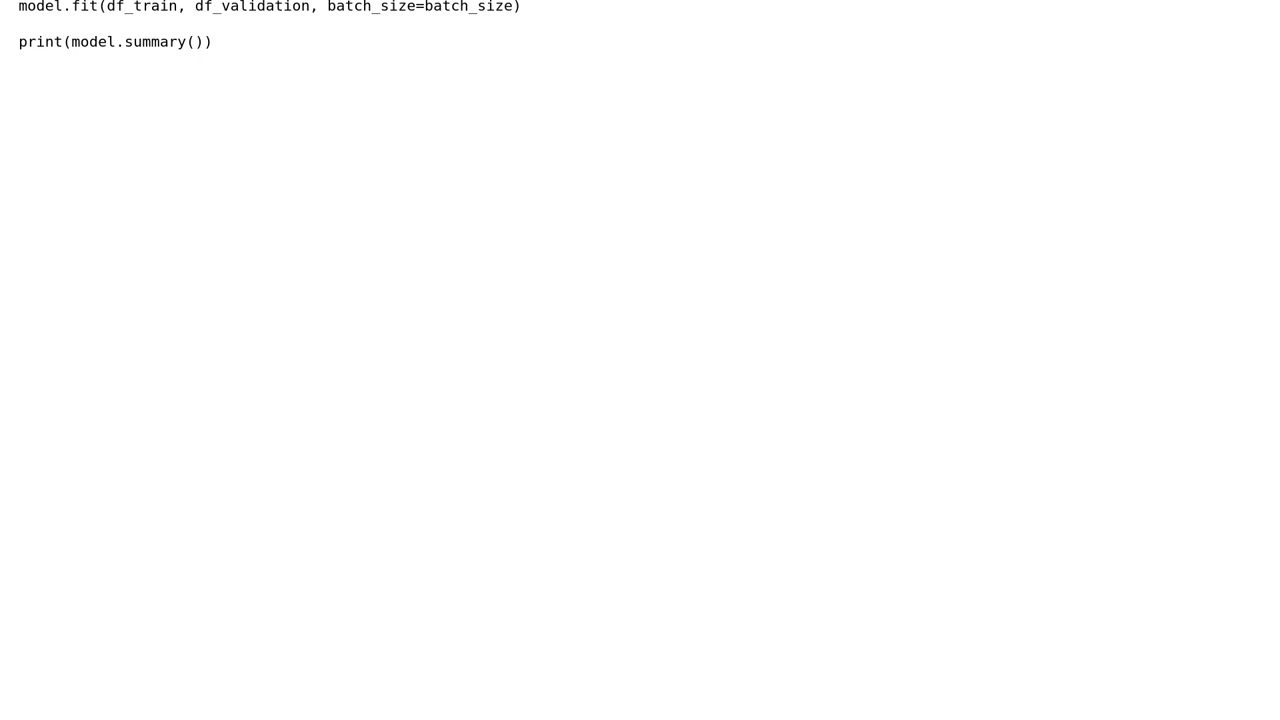 model.fit(df_train, df_validation, batch_size=batch_size)
print(model.summary())